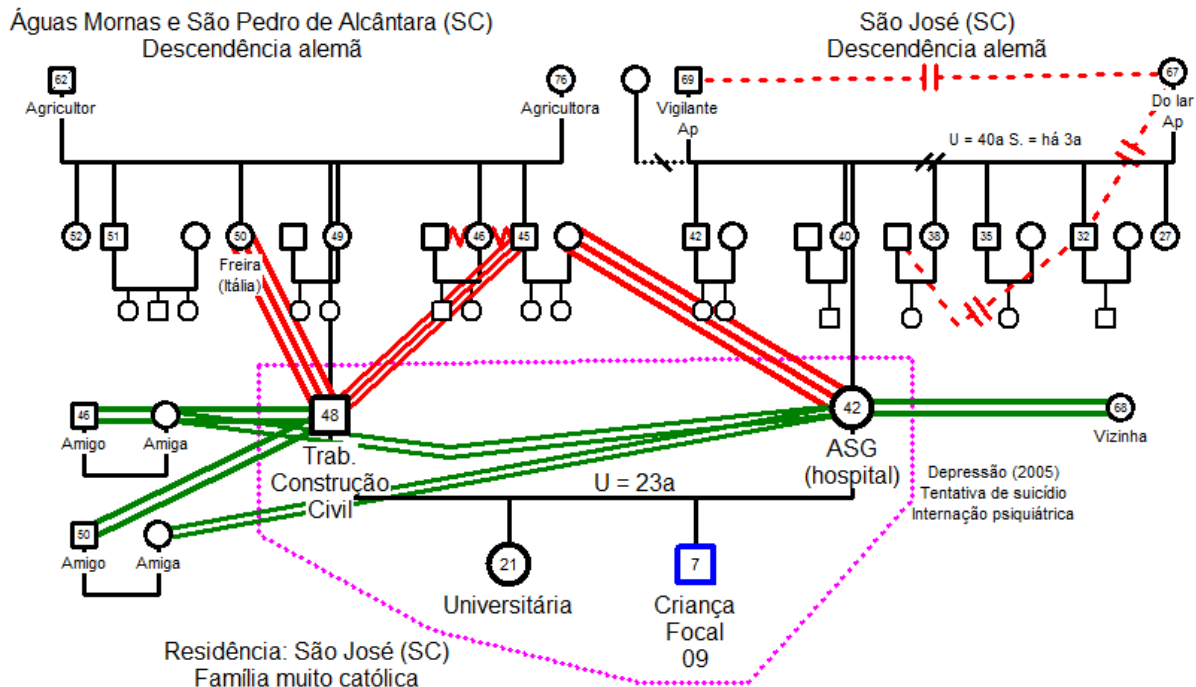 Águas Mornas e São Pedro de Alcântara (SC)
Descendência alemã
São José (SC)
Descendência alemã
62
Agricultor
76
Agricultora
69
Vigilante
Ap
67
Do lar
Ap
U = 40a S. = há 3a
52
51
50
Freira
(Itália)
49
46
45
42
40
38
35
32
27
46
Amigo
Amiga
48
Trab.
Construção
Civil
42
ASG
(hospital)
68
Vizinha
U = 23a
Depressão (2005)
Tentativa de suicídio
Internação psiquiátrica
50
Amigo
Amiga
21
Universitária
7
Criança
Focal
09
Residência: São José (SC)
Família muito católica